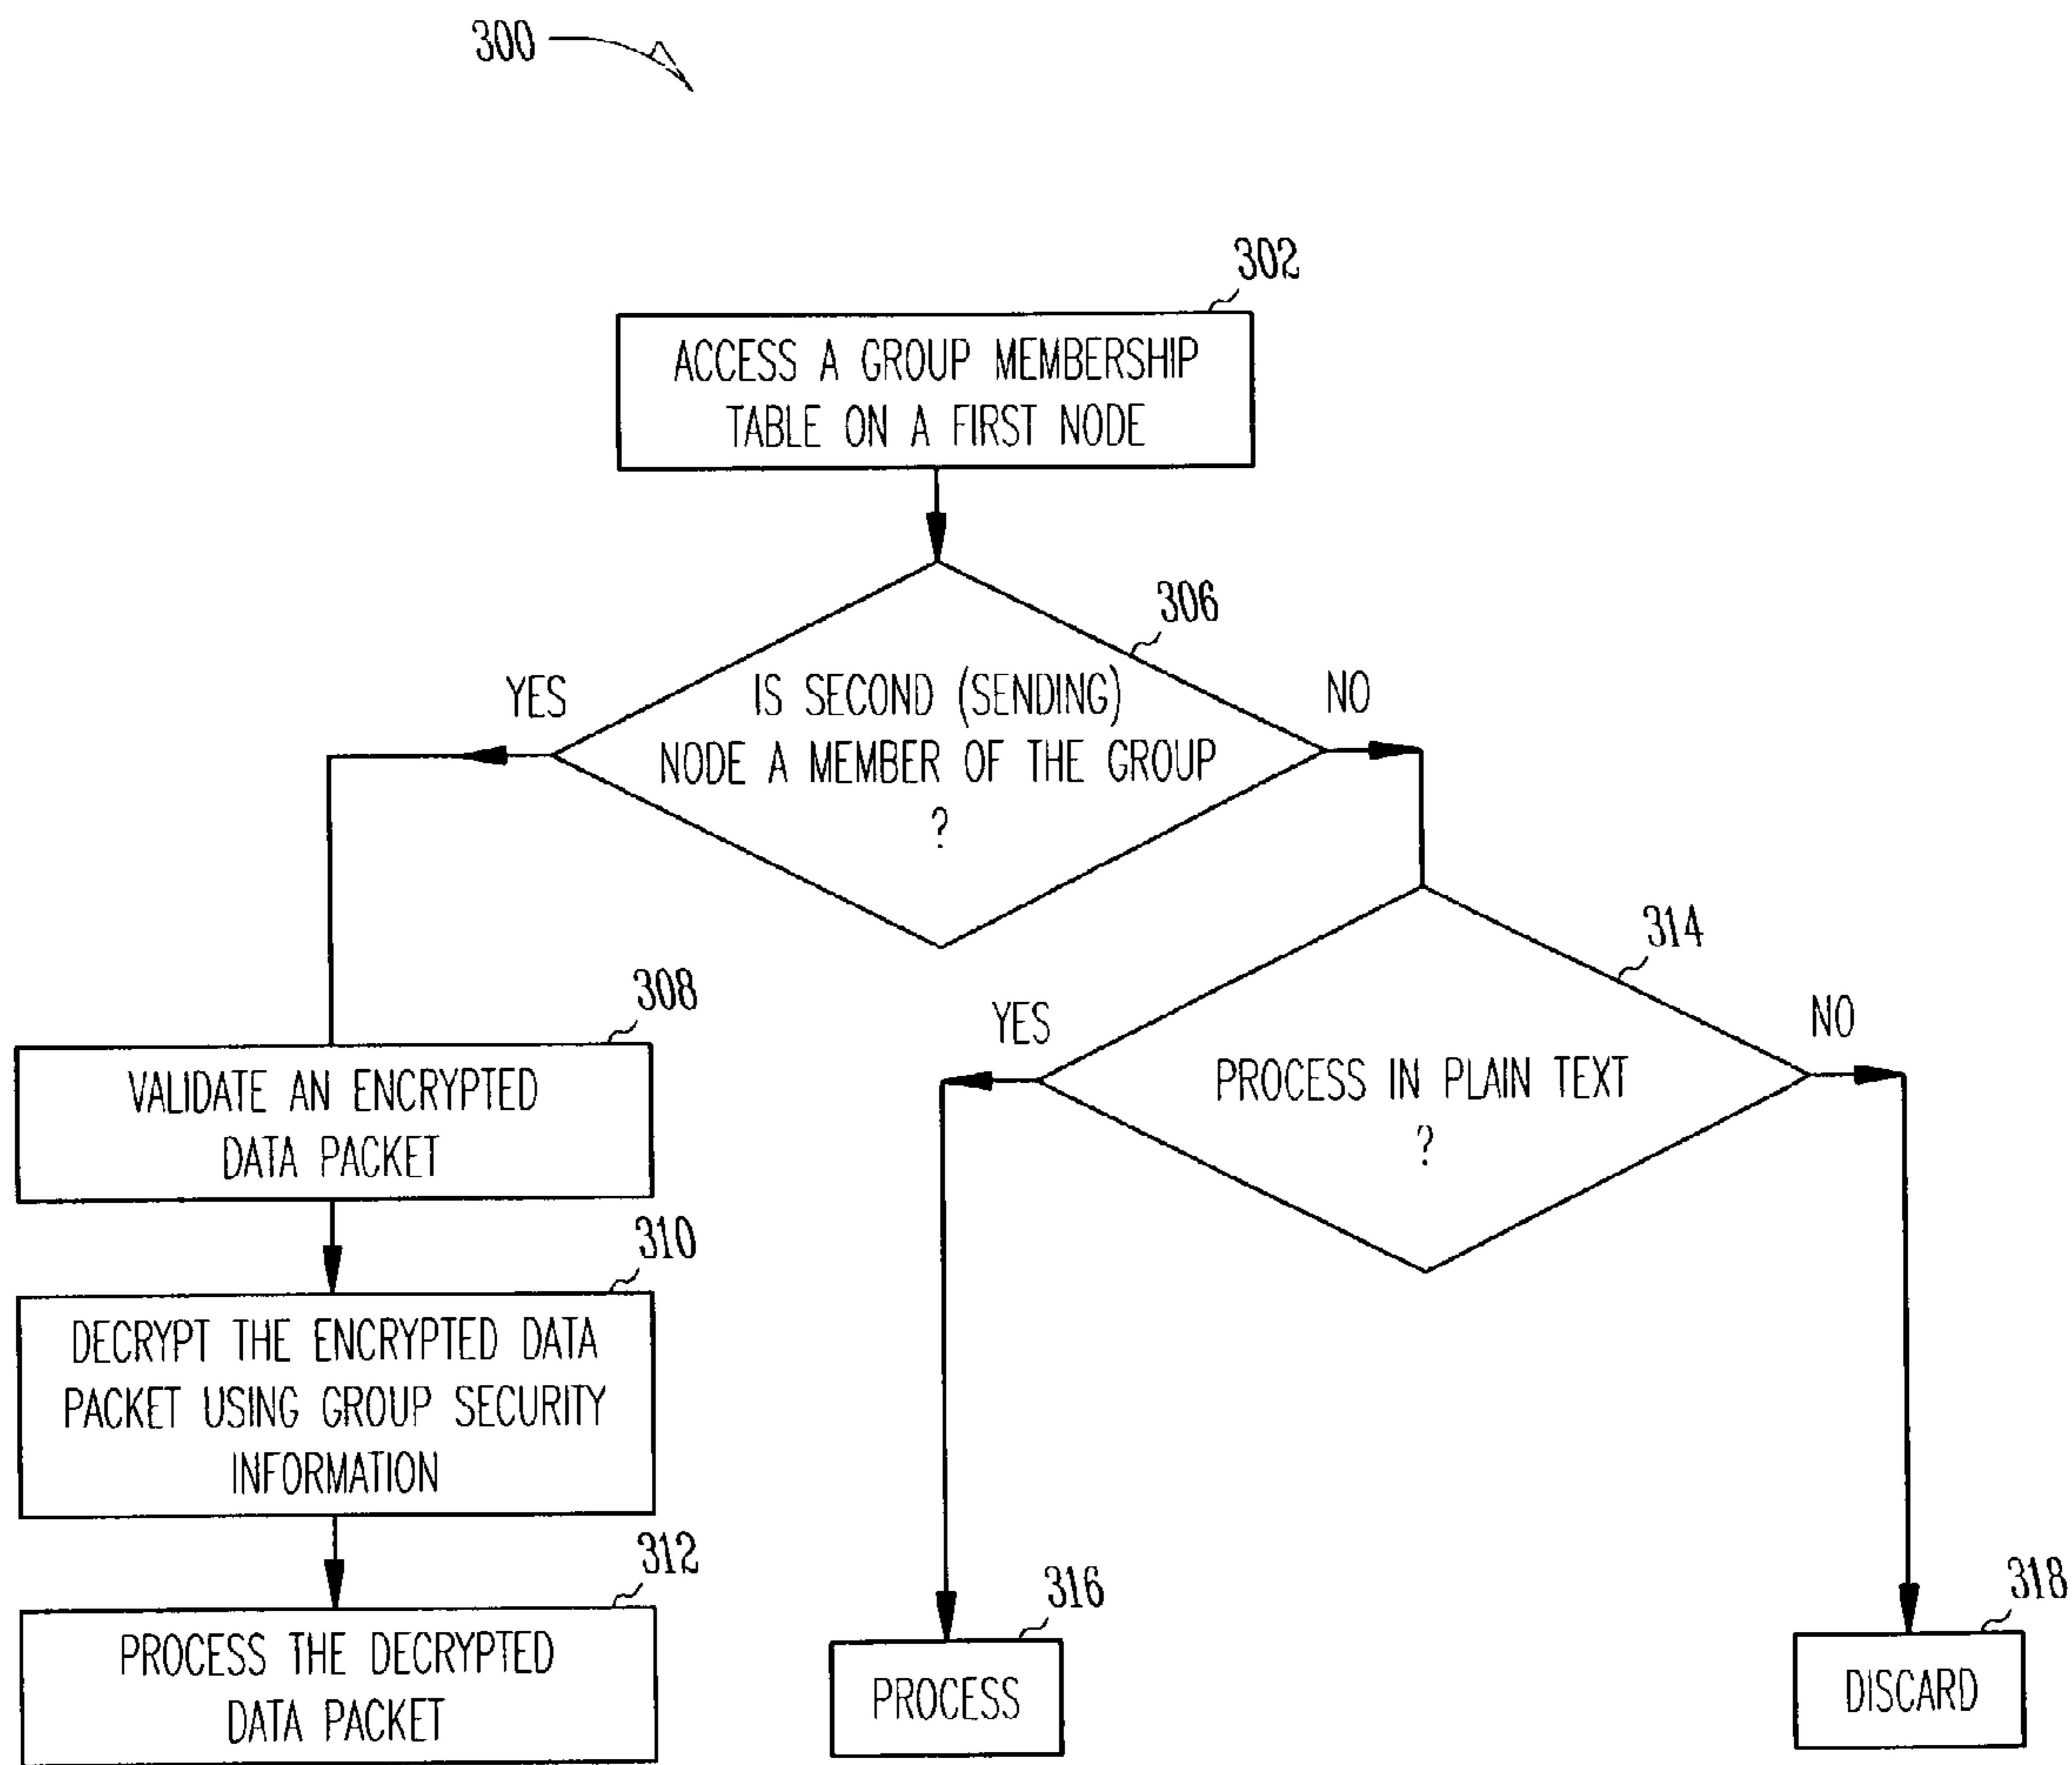 300
302
ACCESS A GROUP MEMBERSHIP
TABLE ON A FIRST NODE
306
YES
IS SECOND (SENDING)
NODE A MEMBER OF THE GROUP
?
NO
314
308
VALIDATE AN ENCRYPTED
DATA PACKET
YES
PROCESS IN PLAIN TEXT
?
NO
310
DECRYPT THE ENCRYPTED DATA
PACKET USING GROUP SECURITY
INFORMATION
312
PROCESS THE DECRYPTED
DATA PACKET
316
PROCESS
318
DISCARD